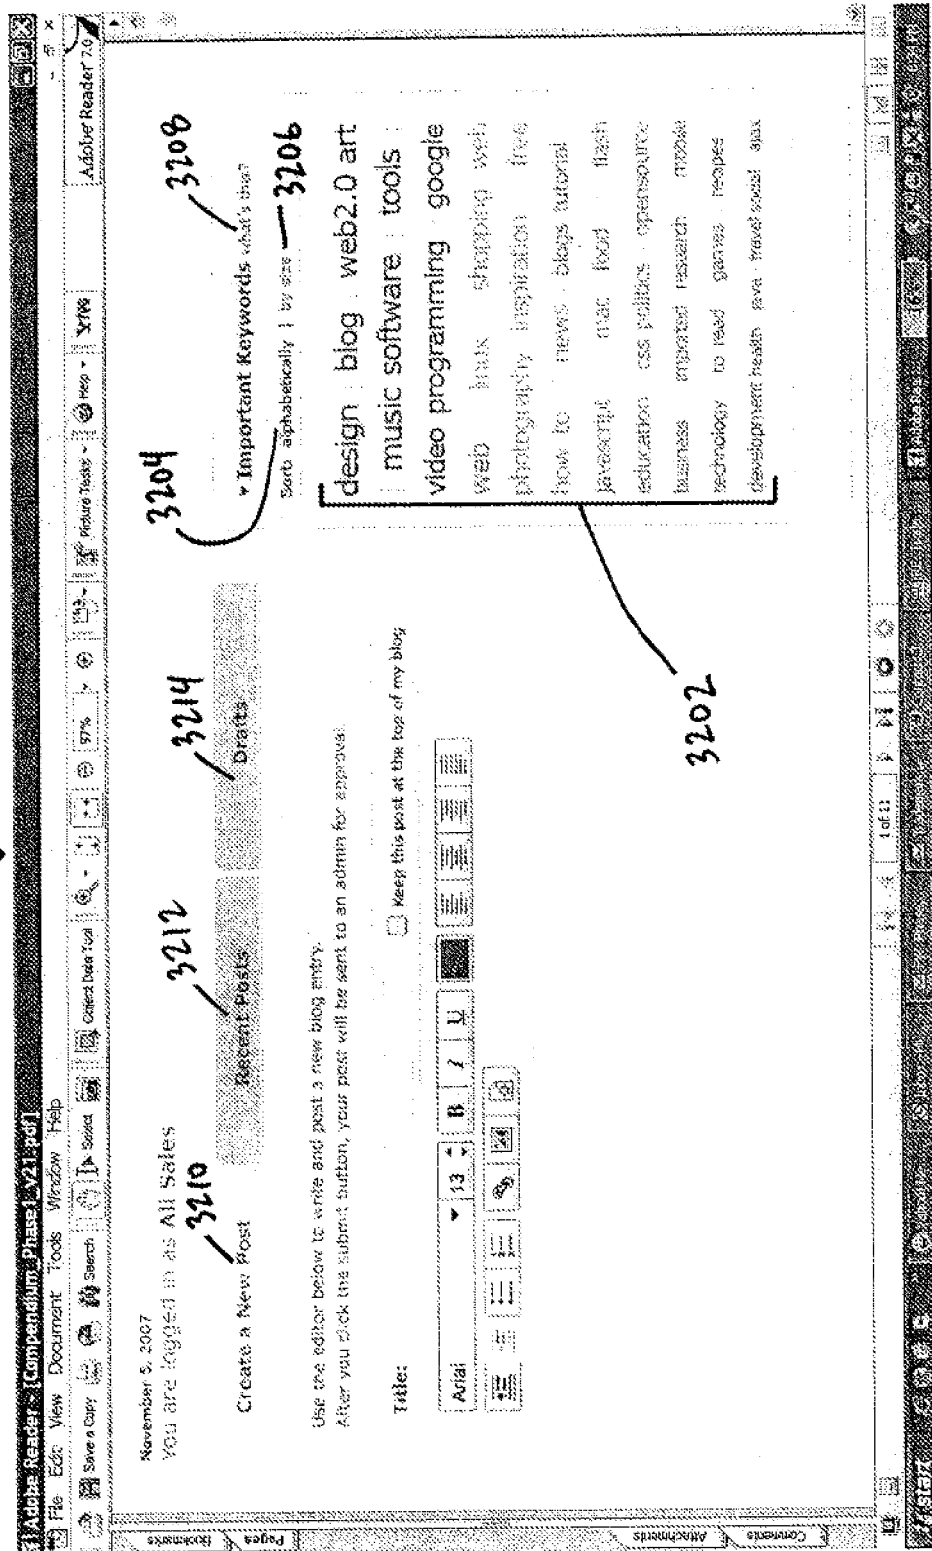 Adobe Reader - [Compendium_Phase1_v21.pdf]
File Edit View Document Tools Window Help
Save a Copy Search Select Object Data Tool 97% Picture Tasks Help Y!
Adobe Reader 7.0
Bookmarks
Pages
Attachments
Comments
November 5, 2007
You are logged in as All Sales
3210
3212
3214
3204
3208
3206
Create a New Post Recent Posts Drafts
Use the editor below to write and post a new blog entry.
After you click the submit button, your post will be sent to an admin for approval.
Title:
Keep this post at the top of my blog
Arial 13 B I U
Important Keywords what's this?
Sort: alphabetically | by size
design blog web2.0 art
music software tools
video programming google
web linux shopping web
photography inspiration free
how to news blogs tutorial
javascript mac food flash
education css politics opensource
business imported research mobile
technology to read games recipes
development health java travel social ajax
3202
1 of 11
start